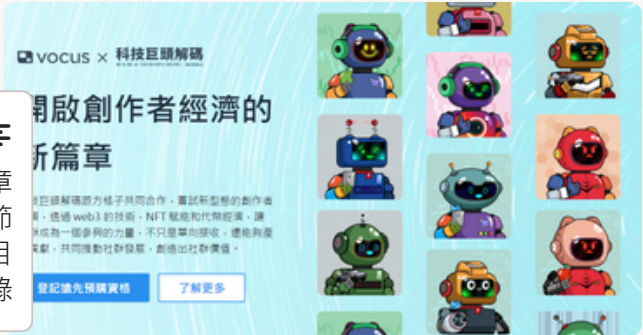 vocus × 科技巨頭解碼
開啟創作者經濟的
新篇章
章
節
目
錄
技巨頭解碼跟方格子共同合作，嘗試新型態的創作者
透過 web3 的技術，NFT 賦能和代幣經濟，讓
成為一個參與的力量，不只是單向接收，還能夠產
貢獻，共同推動社群發展，創造出社群價值。
登記搶先預購資格
了解更多